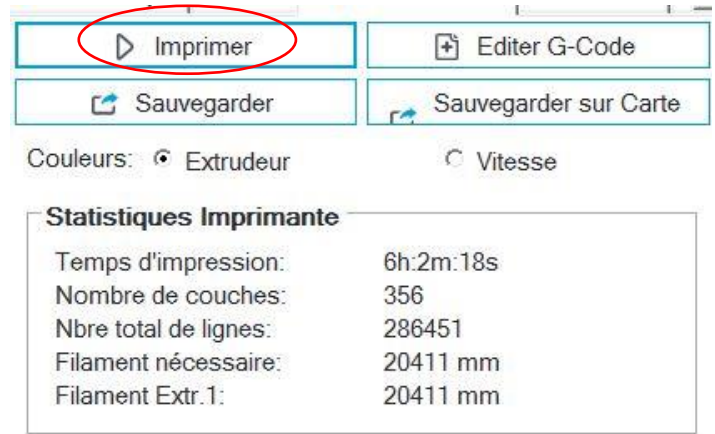 Imprimer Editer G-Code
Sauvegarder Sauvegarder sur Carte
Couleurs: Extrudeur Vitesse
Statistiques Imprimante
Temps d'impression: 6h:2m:18s
Nombre de couches: 356
Nbre total de lignes: 286451
Filament nécessaire: 20411 mm
Filament Extr.1: 20411 mm